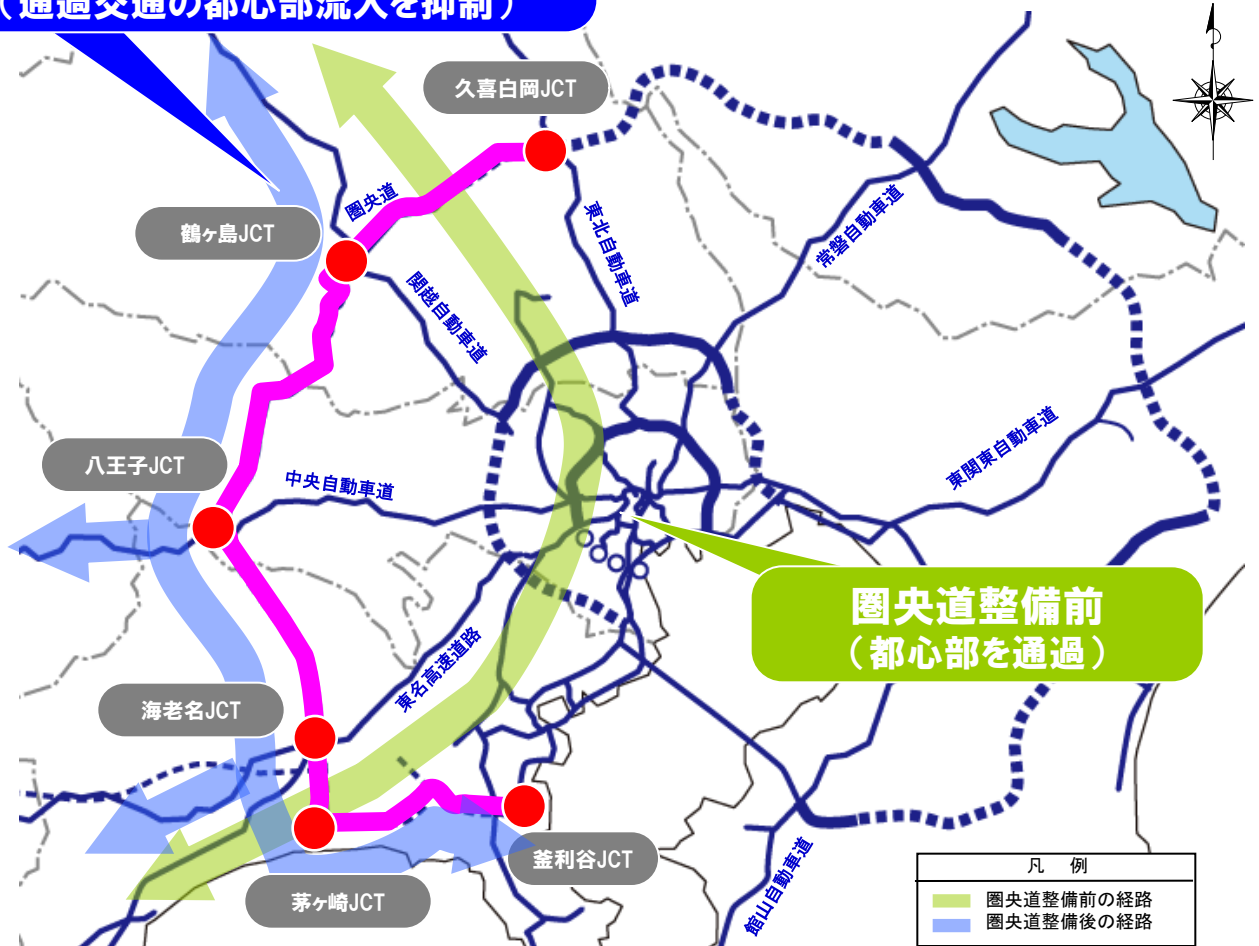 (通過交通の都心部流入を抑制)
久喜白岡JCT
圏央道
鶴ヶ島JCT
東北自動車道
常磐自動車道
関越自動車道
八王子JCT
中央自動車道
東関東自動車道
圏央道整備前
(都心部を通過)
東名高速道路
海老名JCT
釜利谷JCT
茅ヶ崎JCT
館山自動車道
凡 例
圏央道整備前の経路
圏央道整備後の経路